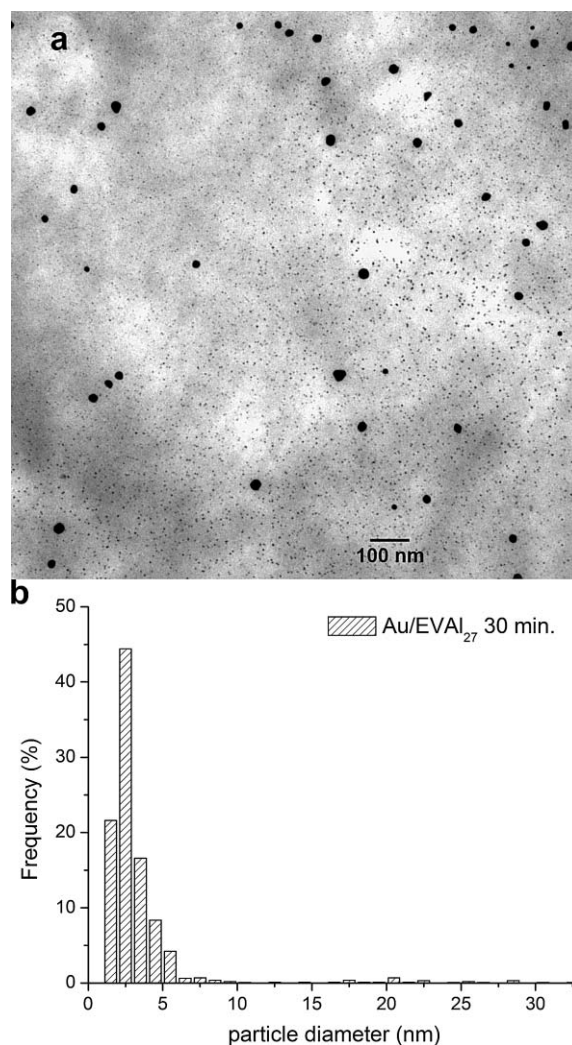 a
100 nm
b
Au/EVAl₂₇ 30 min.
50
40
30
20
10
0
0 5 10 15 20 25 30
Frequency (%)
particle diameter (nm)